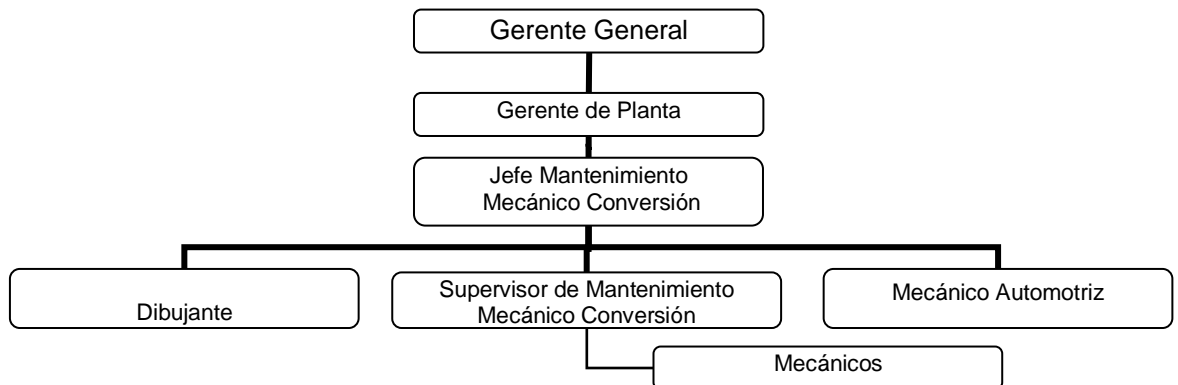 Gerente General
Gerente de Planta
Jefe Mantenimiento
Mecánico Conversión
Dibujante
Supervisor de Mantenimiento
Mecánico Conversión
Mecánico Automotriz
Mecánicos